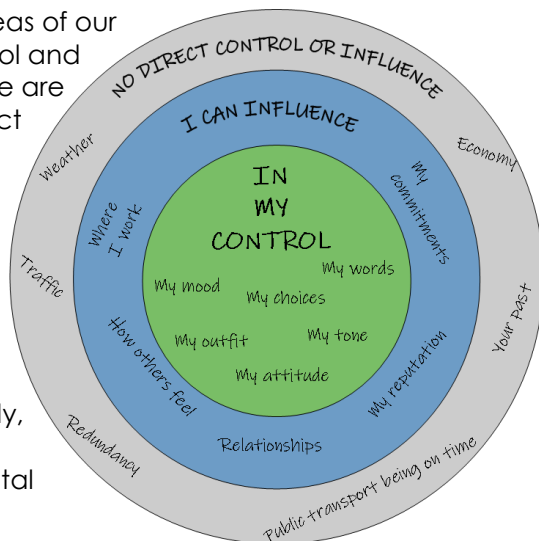 eas of our
ol and
e are
ct
ly,
tal
NO DIRECT CONTROL OR INFLUENCE
Weather
Economy
Traffic
Your past
Redundancy
Public transport being on time
I CAN INFLUENCE
Where
I work
My
commitments
How others feel
My reputation
Relationships
IN
MY
CONTROL
My words
My mood
My choices
My outfit
My tone
My attitude